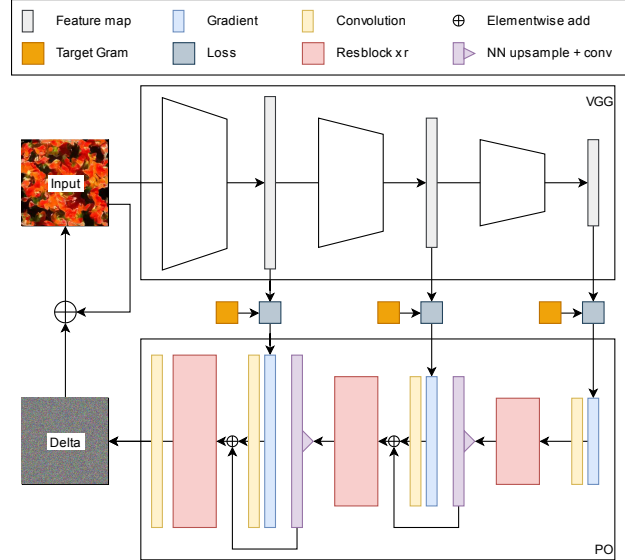 Feature map
Gradient
Convolution
Elementwise add
Target Gram
Loss
Resblock x r
NN upsample + conv
VGG
Input
Delta
PO